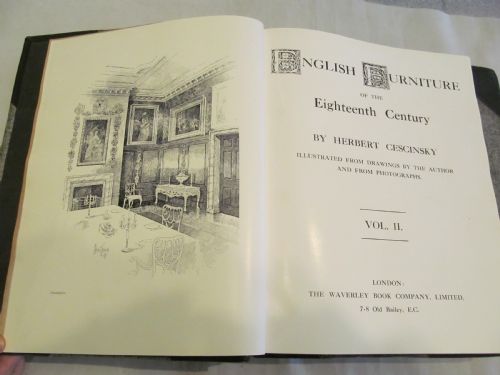 ENGLISH FURNITURE
OF THE
Eighteenth Century
BY HERBERT CESCINSKY
ILLUSTRATED FROM DRAWINGS BY THE AUTHOR
AND FROM PHOTOGRAPHS.
VOL. II.
LONDON:
THE WAVERLEY BOOK COMPANY, LIMITED,
7-8 Old Bailey, E.C.